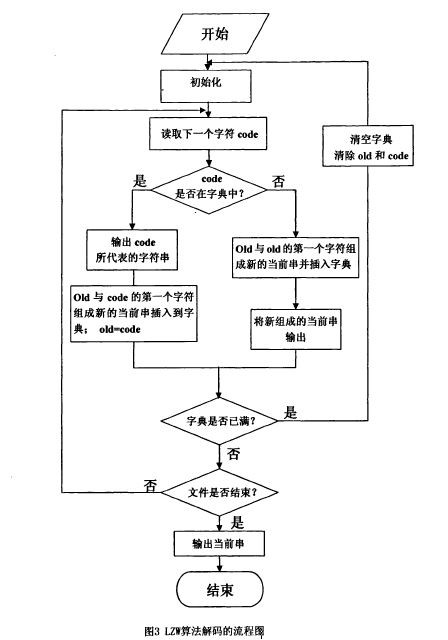 开始
初始化
读取下一个字符 code
清空字典
清除 old 和 code
code
是否在字典中?
是
否
输出 code
所代表的字符串
Old 与 old 的第一个字符组
成新的当前串并插入字典
Old 与 code 的第一个字符
组成新的当前串插入到字
典； old=code
将新组成的当前串
输出
字典是否已满?
是
否
文件是否结束?
否
是
输出当前串
结束
图3 LZW算法解码的流程图